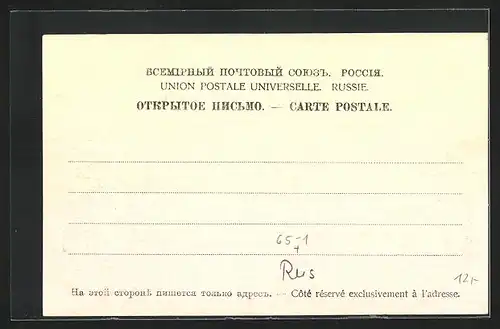 ВСЕМІРНЫЙ ПОЧТОВЫЙ СОЮЗЪ. РОССІЯ.
UNION POSTALE UNIVERSELLE. RUSSIE.
ОТКРЫТОЕ ПИСЬМО. — CARTE POSTALE.
65-1
Rus
12,-
На этой сторонѣ пишется только адресъ. — Côté réservé exclusivement à l'adresse.